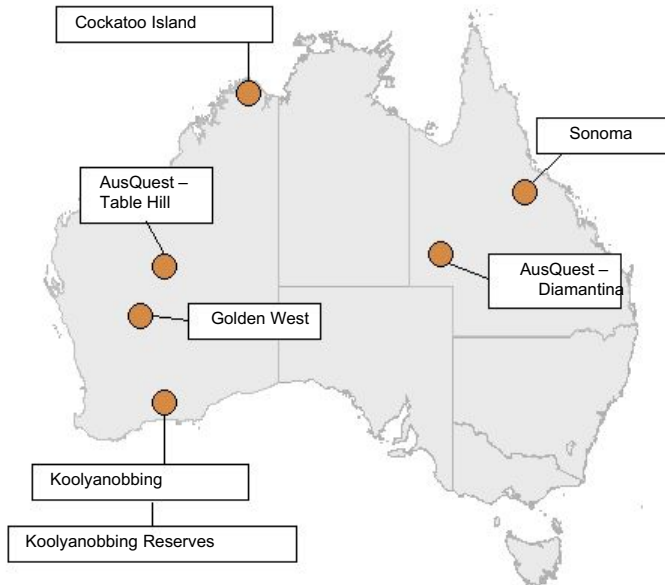 Cockatoo Island
Sonoma
AusQuest –
Table Hill
AusQuest –
Diamantina
Golden West
Koolyanobbing
Koolyanobbing Reserves